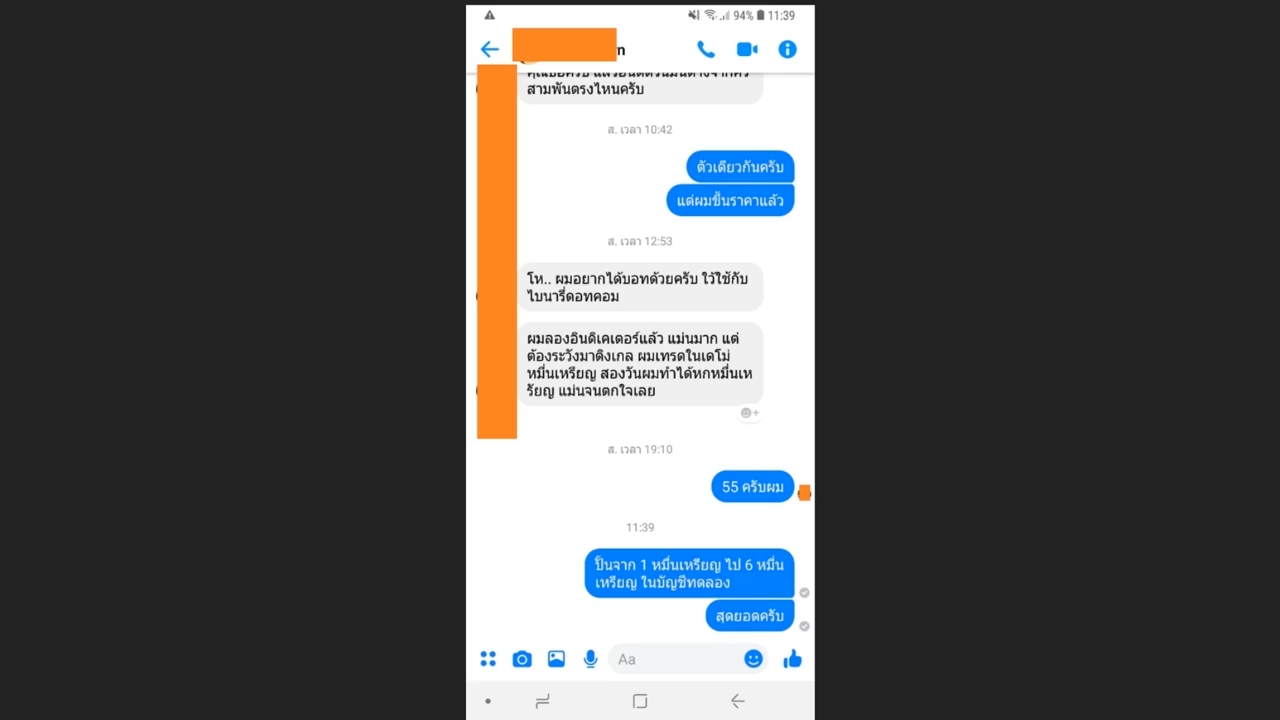 94% 11:39
n
สามพันตรงไหนครับ
ส. เวลา 10:42
ตัวเดียวกันครับ
แต่ผมขึ้นราคาแล้ว
ส. เวลา 12:53
โห.. ผมอยากได้บอทด้วยครับ ใว้ใช้กับ
ไบนารี่ดอทคอม
ผมลองอินดิเคเตอร์แล้ว แม่นมาก แต่
ต้องระวังมาติงเกล ผมเทรดในเดโม่
หมื่นเหรียญ สองวันผมทำได้หกหมื่นเห
รัยญ แม่นจนตกใจเลย
ส. เวลา 19:10
55 ครับผม
11:39
ปั้นจาก 1 หมื่นเหรียญ ไป 6 หมื่น
เหรียญ ในบัญชีทดลอง
สุดยอดครับ
Aa